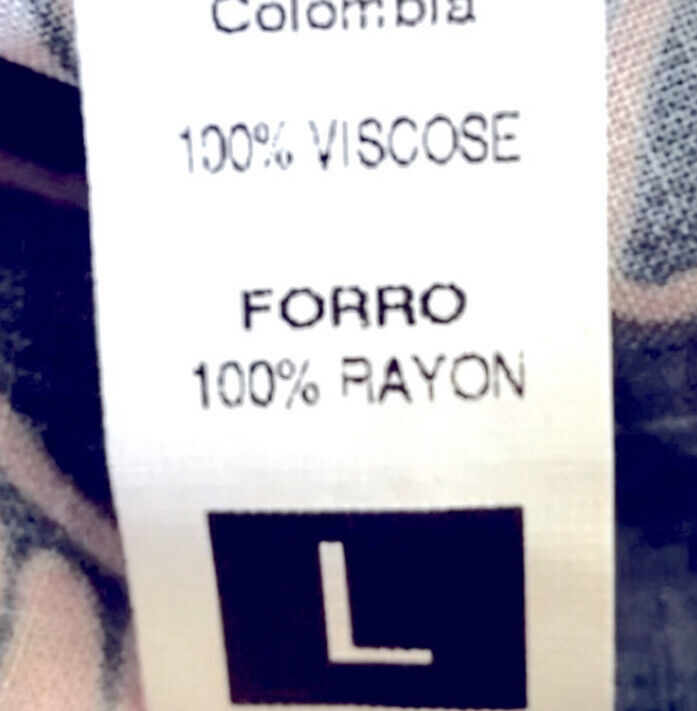 Colombia
100% VISCOSE
FORRO
100% RAYON
L